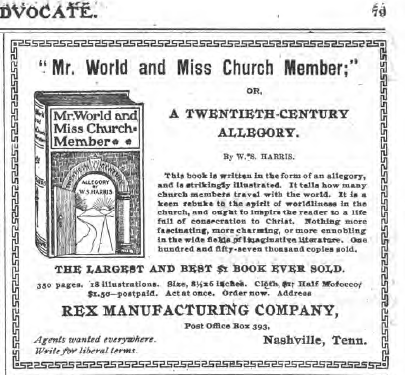 DVOCATE.
"Mr. World and Miss Church Member;"
OR,
A TWENTIETH-CENTURY
ALLEGORY.
By W. S. HARRIS.
Mr. World and
Miss Church
Member
ALLEGORY
BY
W.S. HARRIS
This book is written in the form of an allegory,
and is strikingly illustrated. It tells how many
church members travel with the world. It is a
keen rebuke to the spirit of worldliness in the
church, and ought to inspire the reader to a life
full of consecration to Christ. Nothing more
fascinating, more charming, or more ennobling
in the wide fields of imaginative literature. One
hundred and fifty-seven thousand copies sold.
THE LARGEST AND BEST $1 BOOK EVER SOLD.
350 pages. 18 illustrations. Size, 8½x6 inches. Cloth $1; Half Morocco
$1.50—postpaid. Act at once. Order now. Address
REX MANUFACTURING COMPANY,
Post Office Box 393,
Agents wanted everywhere.
Write for liberal terms.
Nashville, Tenn.